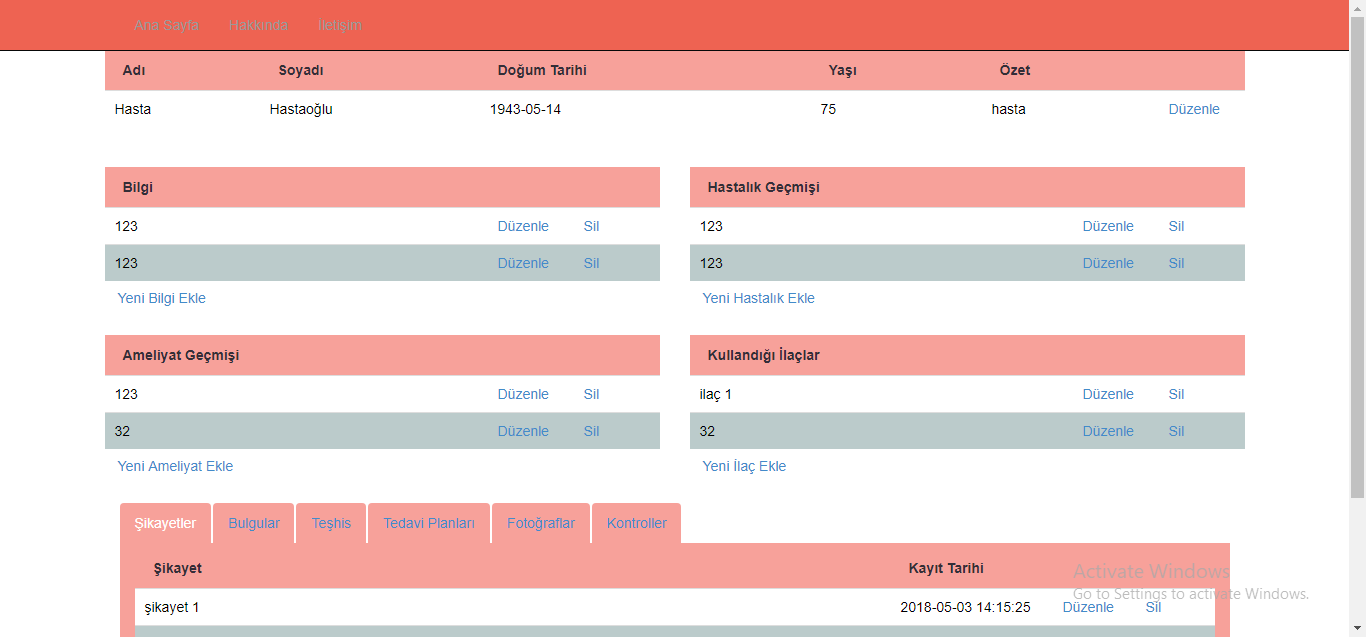 Ana Sayfa Hakkında İletişim
Adı Soyadı Doğum Tarihi Yaşı Özet
Hasta Hastaoğlu 1943-05-14 75 hasta Düzenle
Bilgi
123 Düzenle Sil
123 Düzenle Sil
Yeni Bilgi Ekle
Hastalık Geçmişi
123 Düzenle Sil
123 Düzenle Sil
Yeni Hastalık Ekle
Ameliyat Geçmişi
123 Düzenle Sil
32 Düzenle Sil
Yeni Ameliyat Ekle
Kullandığı İlaçlar
ilaç 1 Düzenle Sil
32 Düzenle Sil
Yeni İlaç Ekle
Şikayetler Bulgular Teşhis Tedavi Planları Fotoğraflar Kontroller
Şikayet Kayıt Tarihi
şikayet 1 2018-05-03 14:15:25 Düzenle Sil
Activate Windows
Go to Settings to activate Windows.